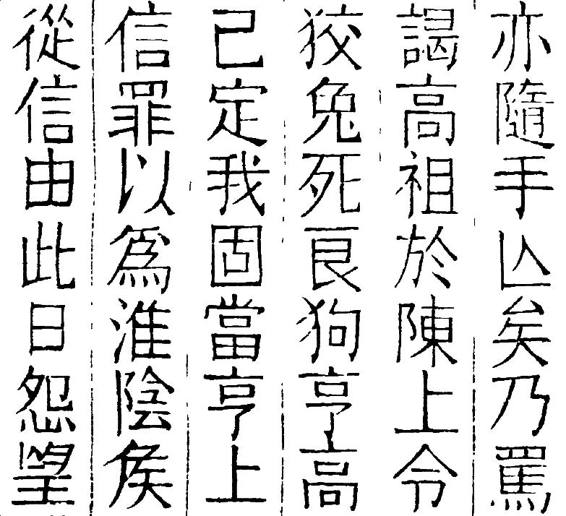 亦隨手亾矣乃罵
謁高祖於陳上令
狡兔死良狗亨高
已定我固當亨上
信罪以爲淮陰矦
從信由此日怨望